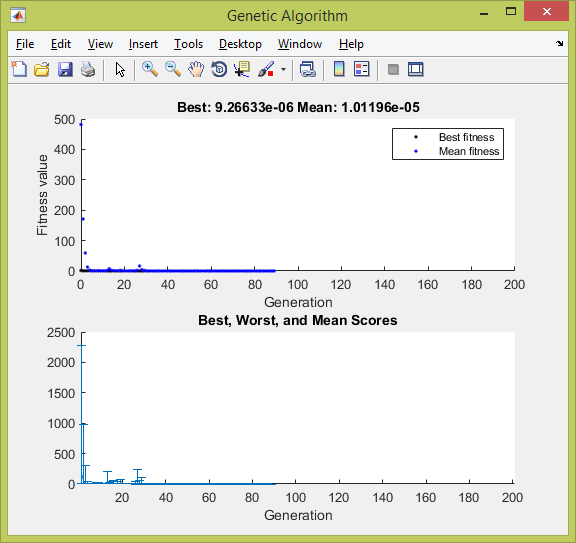 Genetic Algorithm
File Edit View Insert Tools Desktop Window Help
Best: 9.26633e-06 Mean: 1.01196e-05
500
400
300
200
100
0
Fitness value
Best fitness
Mean fitness
0 20 40 60 80 100 120 140 160 180 200
Generation
Best, Worst, and Mean Scores
2500
2000
1500
1000
500
0
20 40 60 80 100 120 140 160 180 200
Generation